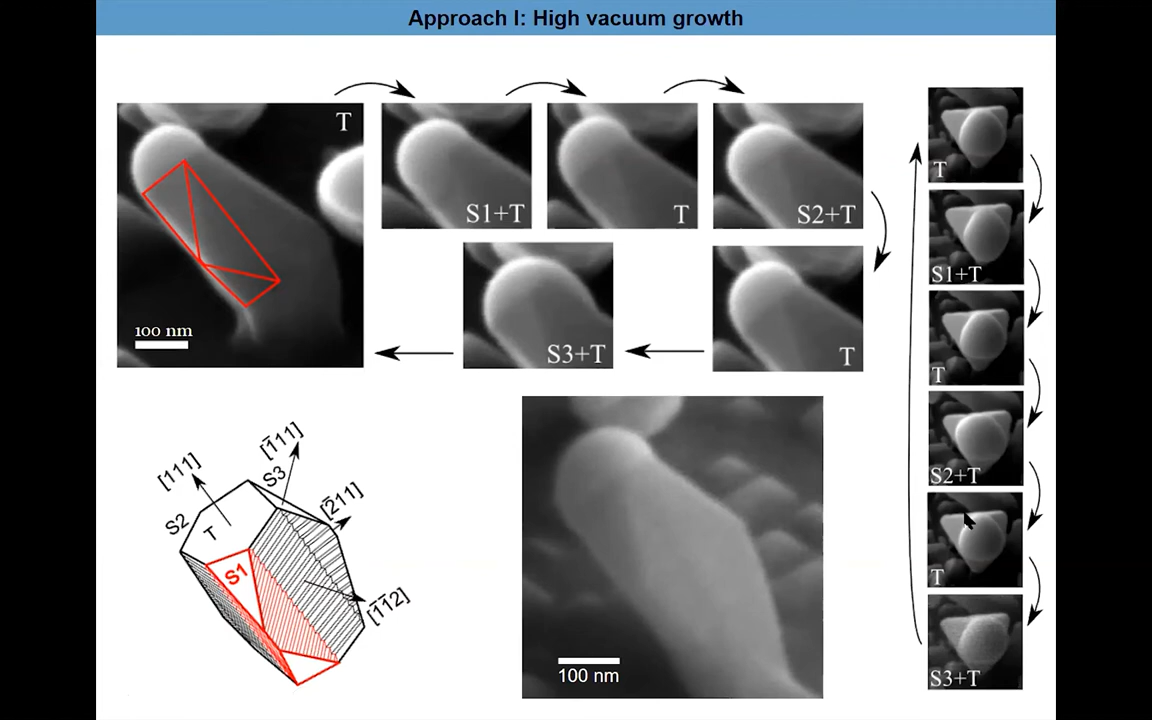 Approach I: High vacuum growth
T
100 nm
S1+T
T
S2+T
S3+T
T
T
S1+T
T
S2+T
T
S3+T
[111]
[1̄11]
S3
S2
T
[2̄11]
S1
[1̄1̄2]
100 nm